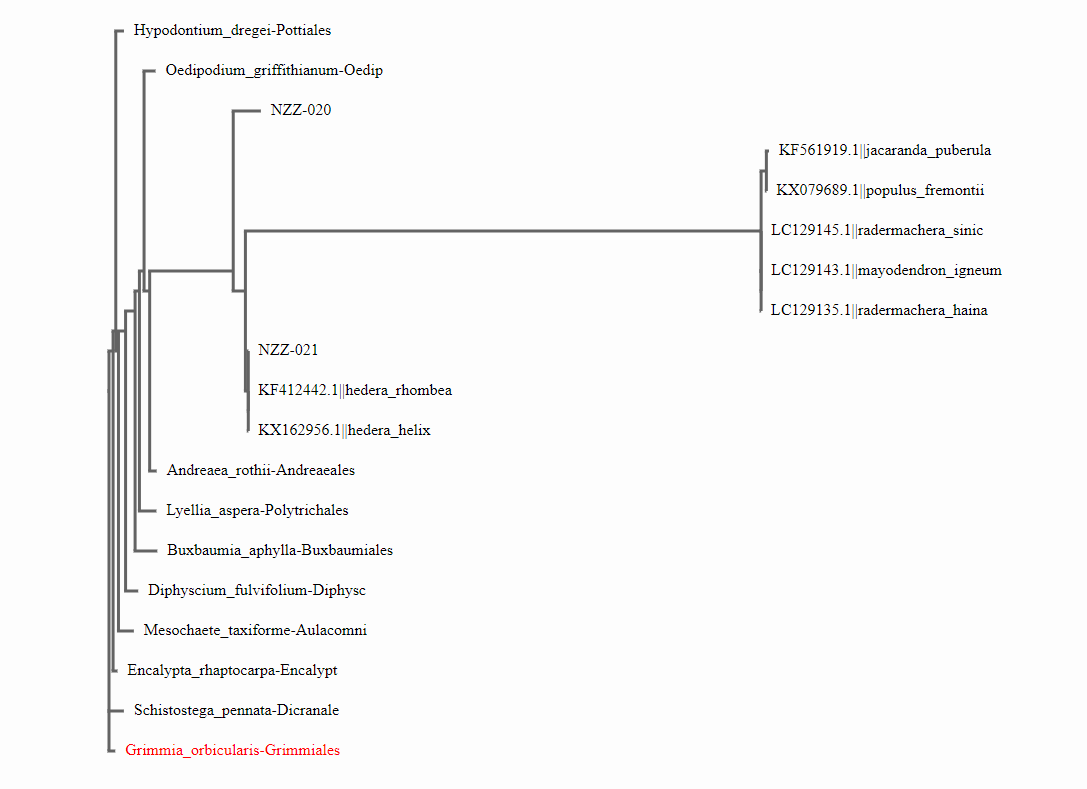 Hypodontium_dregei-Pottiales
Oedipodium_griffithianum-Oedip
NZZ-020
KF561919.1||jacaranda_puberula
KX079689.1||populus_fremontii
LC129145.1||radermachera_sinic
LC129143.1||mayodendron_igneum
LC129135.1||radermachera_haina
NZZ-021
KF412442.1||hedera_rhombea
KX162956.1||hedera_helix
Andreaea_rothii-Andreaeales
Lyellia_aspera-Polytrichales
Buxbaumia_aphylla-Buxbaumiales
Diphyscium_fulvifolium-Diphysc
Mesochaete_taxiforme-Aulacomni
Encalypta_rhaptocarpa-Encalypt
Schistostega_pennata-Dicranale
Grimmia_orbicularis-Grimmiales